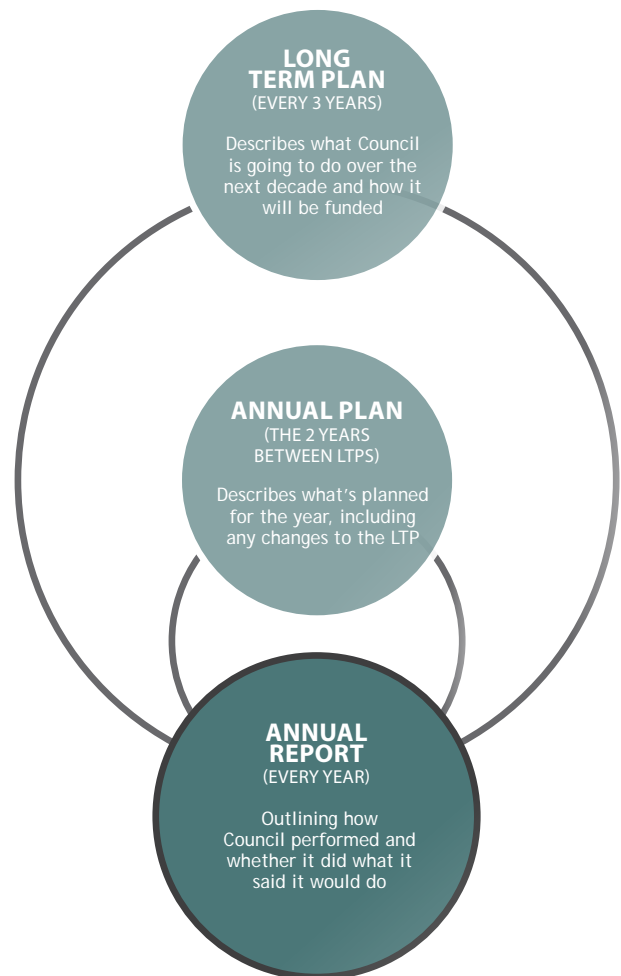 LONG
TERM PLAN
(EVERY 3 YEARS)
Describes what Council
is going to do over the
next decade and how it
will be funded
ANNUAL PLAN
(THE 2 YEARS
BETWEEN LTPS)
Describes what's planned
for the year, including
any changes to the LTP
ANNUAL
REPORT
(EVERY YEAR)
Outlining how
Council performed and
whether it did what it
said it would do